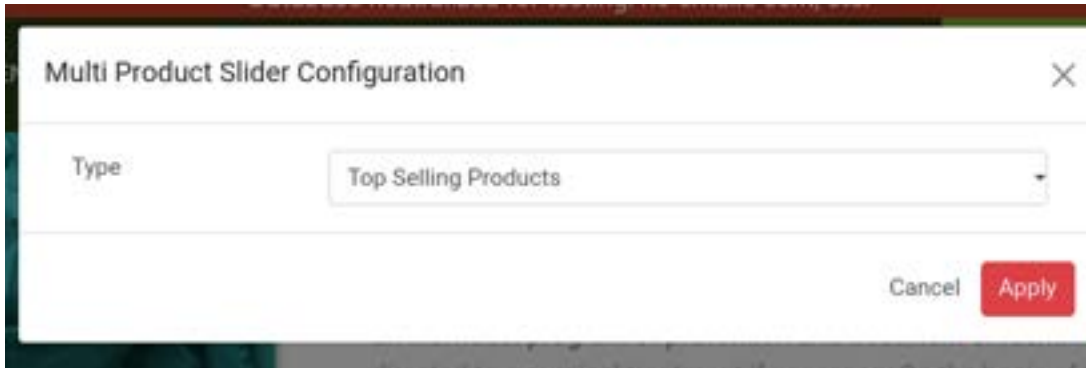 Multi Product Slider Configuration
Type
Top Selling Products
Cancel
Apply